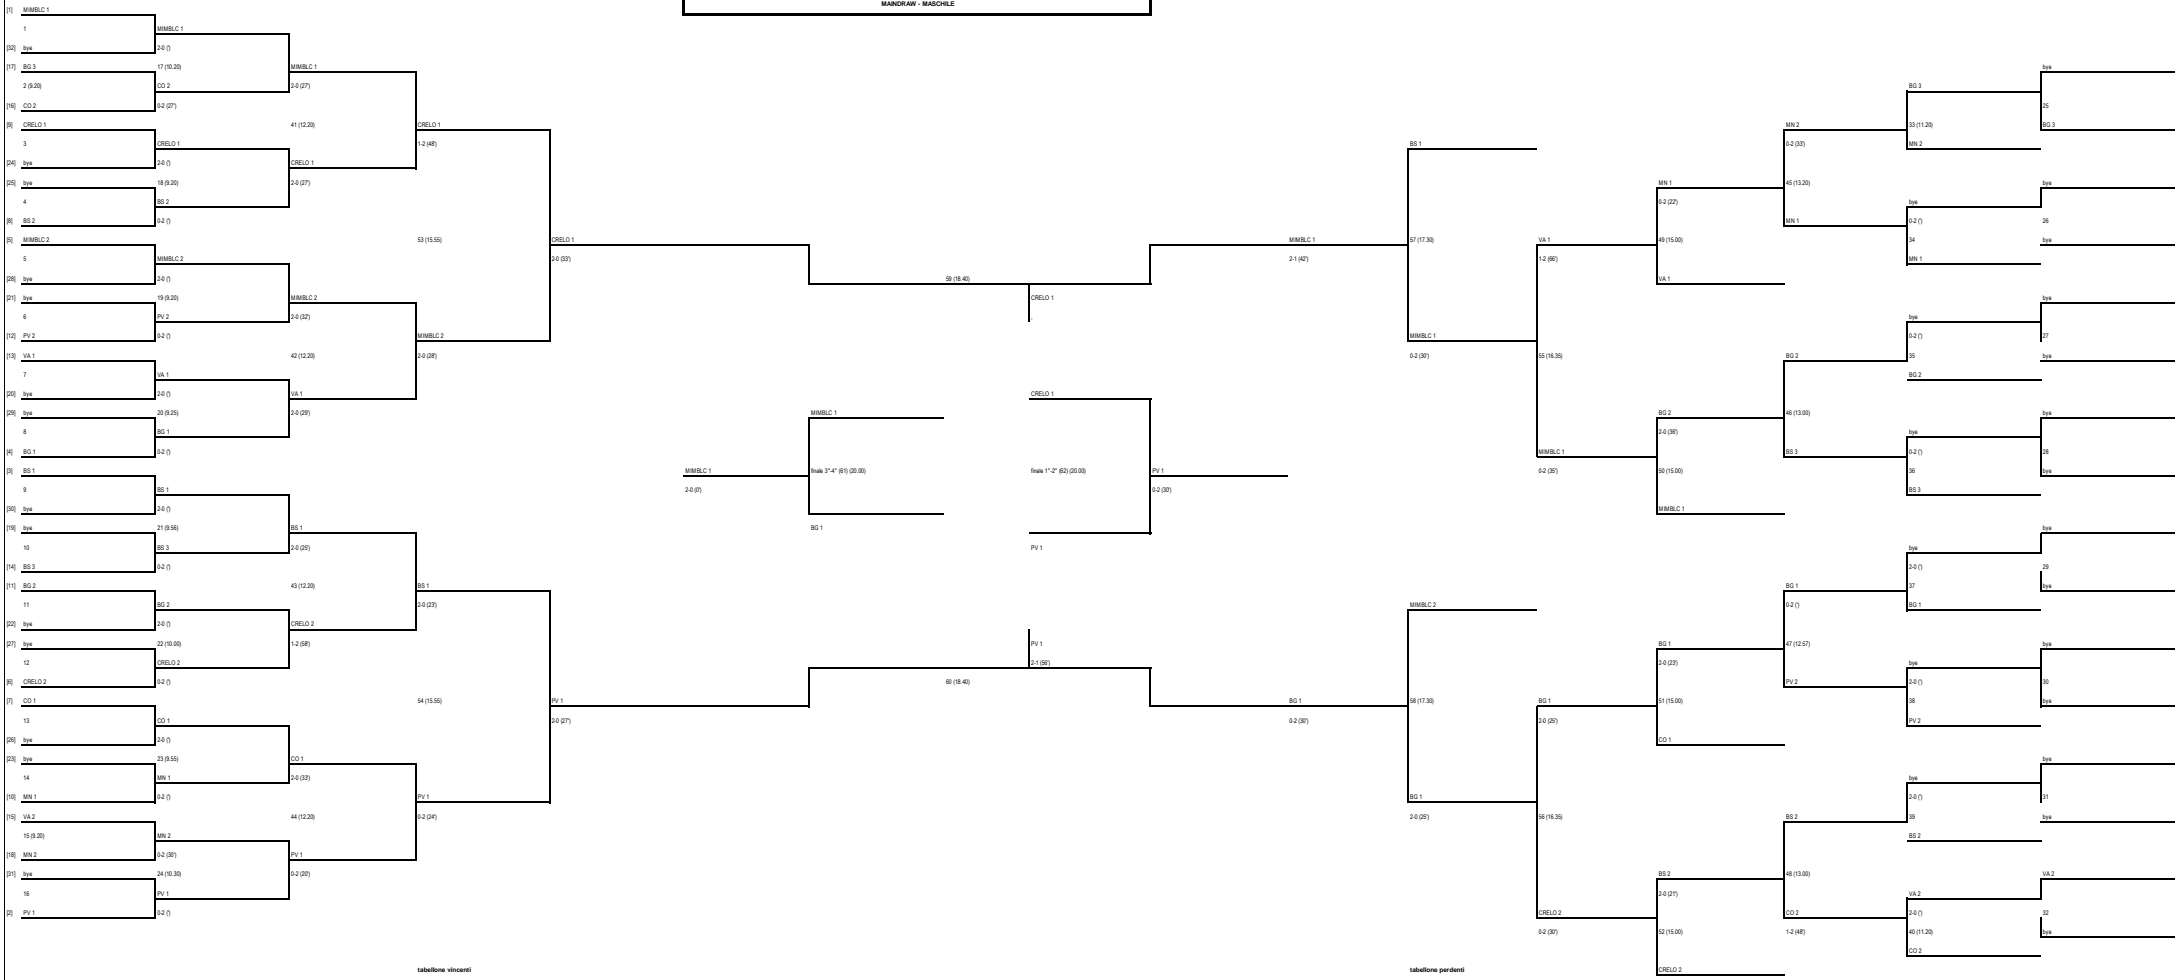 MAINDRAW - MASCHILE
[1] MIMBLC 1
1
[32] bye
[17] BG 3
2 (9.20)
[16] CO 2
[9] CRELO 1
3
[24] bye
[25] bye
4
[8] BS 2
[5] MIMBLC 2
5
[28] bye
[21] bye
6
[12] PV 2
[13] VA 1
7
[20] bye
[29] bye
8
[4] BG 1
[3] BS 1
9
[30] bye
[19] bye
10
[14] BS 3
[11] BG 2
11
[22] bye
[27] bye
12
[6] CRELO 2
[7] CO 1
13
[26] bye
[23] bye
14
[10] MN 1
[15] VA 2
15 (9.20)
[18] MN 2
[31] bye
16
[2] PV 1
MIMBLC 1
2-0 (')
17 (10.20)
CO 2
0-2 (27')
CRELO 1
2-0 (')
18 (9.20)
BS 2
0-2 (')
MIMBLC 2
2-0 (')
19 (9.20)
PV 2
0-2 (')
VA 1
2-0 (')
20 (9.25)
BG 1
0-2 (')
BS 1
2-0 (')
21 (9.56)
BS 3
0-2 (')
BG 2
2-0 (')
22 (10.00)
CRELO 2
0-2 (')
CO 1
2-0 (')
23 (9.55)
MN 1
0-2 (')
MN 2
0-2 (30')
24 (10.30)
PV 1
0-2 (')
MIMBLC 1
2-0 (27')
41 (12.20)
CRELO 1
2-0 (27')
MIMBLC 2
2-0 (32')
42 (12.20)
VA 1
2-0 (29')
BS 1
2-0 (25')
43 (12.20)
CRELO 2
1-2 (58')
CO 1
2-0 (33')
44 (12.20)
PV 1
0-2 (20')
CRELO 1
1-2 (48')
53 (15.55)
MIMBLC 2
2-0 (28')
BS 1
2-0 (23')
54 (15.55)
PV 1
0-2 (24')
tabellone vincenti
CRELO 1
2-0 (33')
PV 1
2-0 (27')
MIMBLC 1
2-0 (0')
MIMBLC 1
finale 3°-4° (61) (20.00)
BG 1
59 (18.40)
60 (18.40)
CRELO 1
CRELO 1
finale 1°-2° (62) (20.00)
PV 1
PV 1
2-1 (56')
PV 1
0-2 (30')
MIMBLC 1
2-1 (42')
BG 1
0-2 (30')
BS 1
57 (17.30)
MIMBLC 1
0-2 (30')
MIMBLC 2
58 (17.30)
BG 1
2-0 (25')
tabellone perdenti
VA 1
1-2 (66')
55 (16.35)
MIMBLC 1
0-2 (35')
BG 1
2-0 (25')
56 (16.35)
CRELO 2
0-2 (30')
MN 1
0-2 (22')
49 (15.00)
VA 1
BG 2
2-0 (36')
50 (15.00)
MIMBLC 1
BG 1
2-0 (23')
51 (15.00)
CO 1
BS 2
2-0 (21')
52 (15.00)
CRELO 2
MN 2
0-2 (33')
45 (13.20)
MN 1
BG 2
46 (13.00)
BS 3
BG 1
0-2 (')
47 (12.57)
PV 2
BS 2
48 (13.00)
CO 2
1-2 (48')
BG 3
33 (11.20)
MN 2
bye
0-2 (')
34
MN 1
bye
0-2 (')
35
BG 2
bye
0-2 (')
36
BS 3
bye
2-0 (')
37
BG 1
bye
2-0 (')
38
PV 2
bye
2-0 (')
39
BS 2
VA 2
2-0 (')
40 (11.20)
CO 2
bye
25
BG 3
bye
26
bye
bye
27
bye
bye
28
bye
bye
29
bye
bye
30
bye
bye
31
bye
VA 2
32
bye